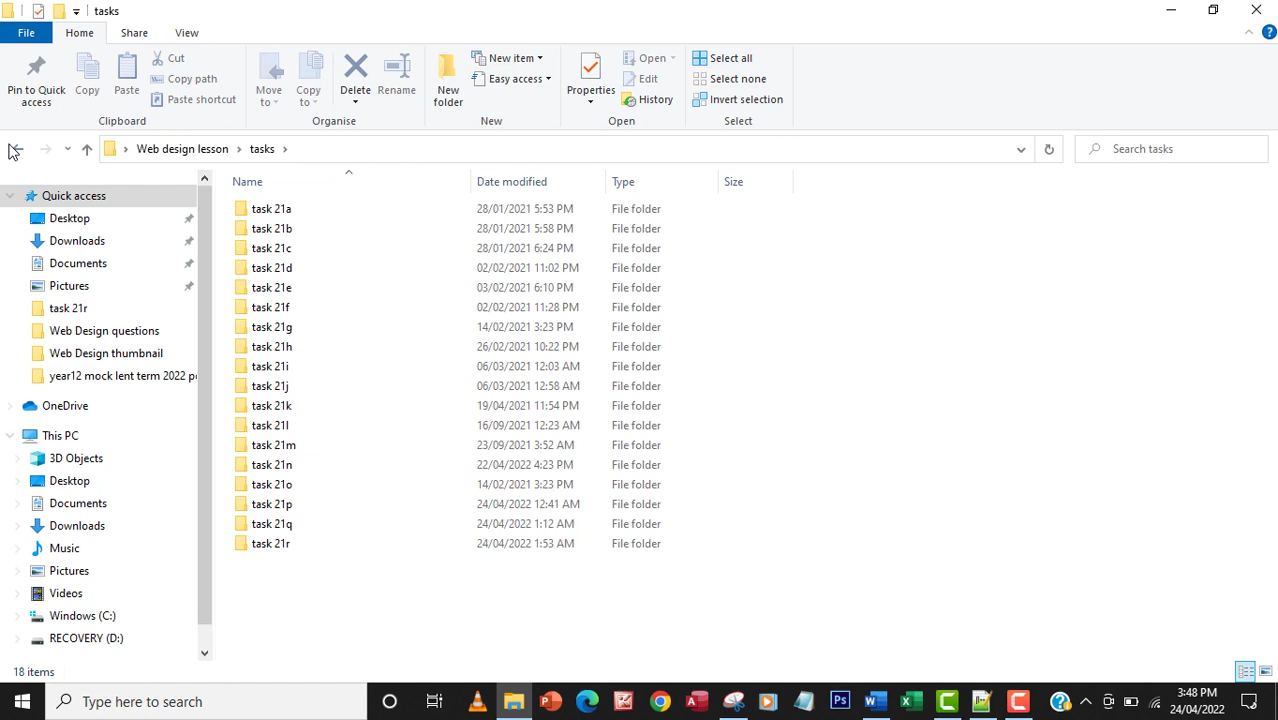 tasks
File Home Share View
Pin to Quick access
Copy
Paste
Cut
Copy path
Paste shortcut
Clipboard
Move to
Copy to
Delete
Rename
Organise
New folder
New item
Easy access
New
Properties
Open
Edit
History
Open
Select all
Select none
Invert selection
Select
Web design lesson tasks
Search tasks
Quick access
Desktop
Downloads
Documents
Pictures
task 21r
Web Design questions
Web Design thumbnail
year12 mock lent term 2022 p
OneDrive
This PC
3D Objects
Desktop
Documents
Downloads
Music
Pictures
Videos
Windows (C:)
RECOVERY (D:)
Name Date modified Type Size
task 21a 28/01/2021 5:53 PM File folder
task 21b 28/01/2021 5:58 PM File folder
task 21c 28/01/2021 6:24 PM File folder
task 21d 02/02/2021 11:02 PM File folder
task 21e 03/02/2021 6:10 PM File folder
task 21f 02/02/2021 11:28 PM File folder
task 21g 14/02/2021 3:23 PM File folder
task 21h 26/02/2021 10:22 PM File folder
task 21i 06/03/2021 12:03 AM File folder
task 21j 06/03/2021 12:58 AM File folder
task 21k 19/04/2021 11:54 PM File folder
task 21l 16/09/2021 12:23 AM File folder
task 21m 23/09/2021 3:52 AM File folder
task 21n 22/04/2022 4:23 PM File folder
task 21o 14/02/2021 3:23 PM File folder
task 21p 24/04/2022 12:41 AM File folder
task 21q 24/04/2022 1:12 AM File folder
task 21r 24/04/2022 1:53 AM File folder
18 items
Type here to search
3:48 PM
24/04/2022